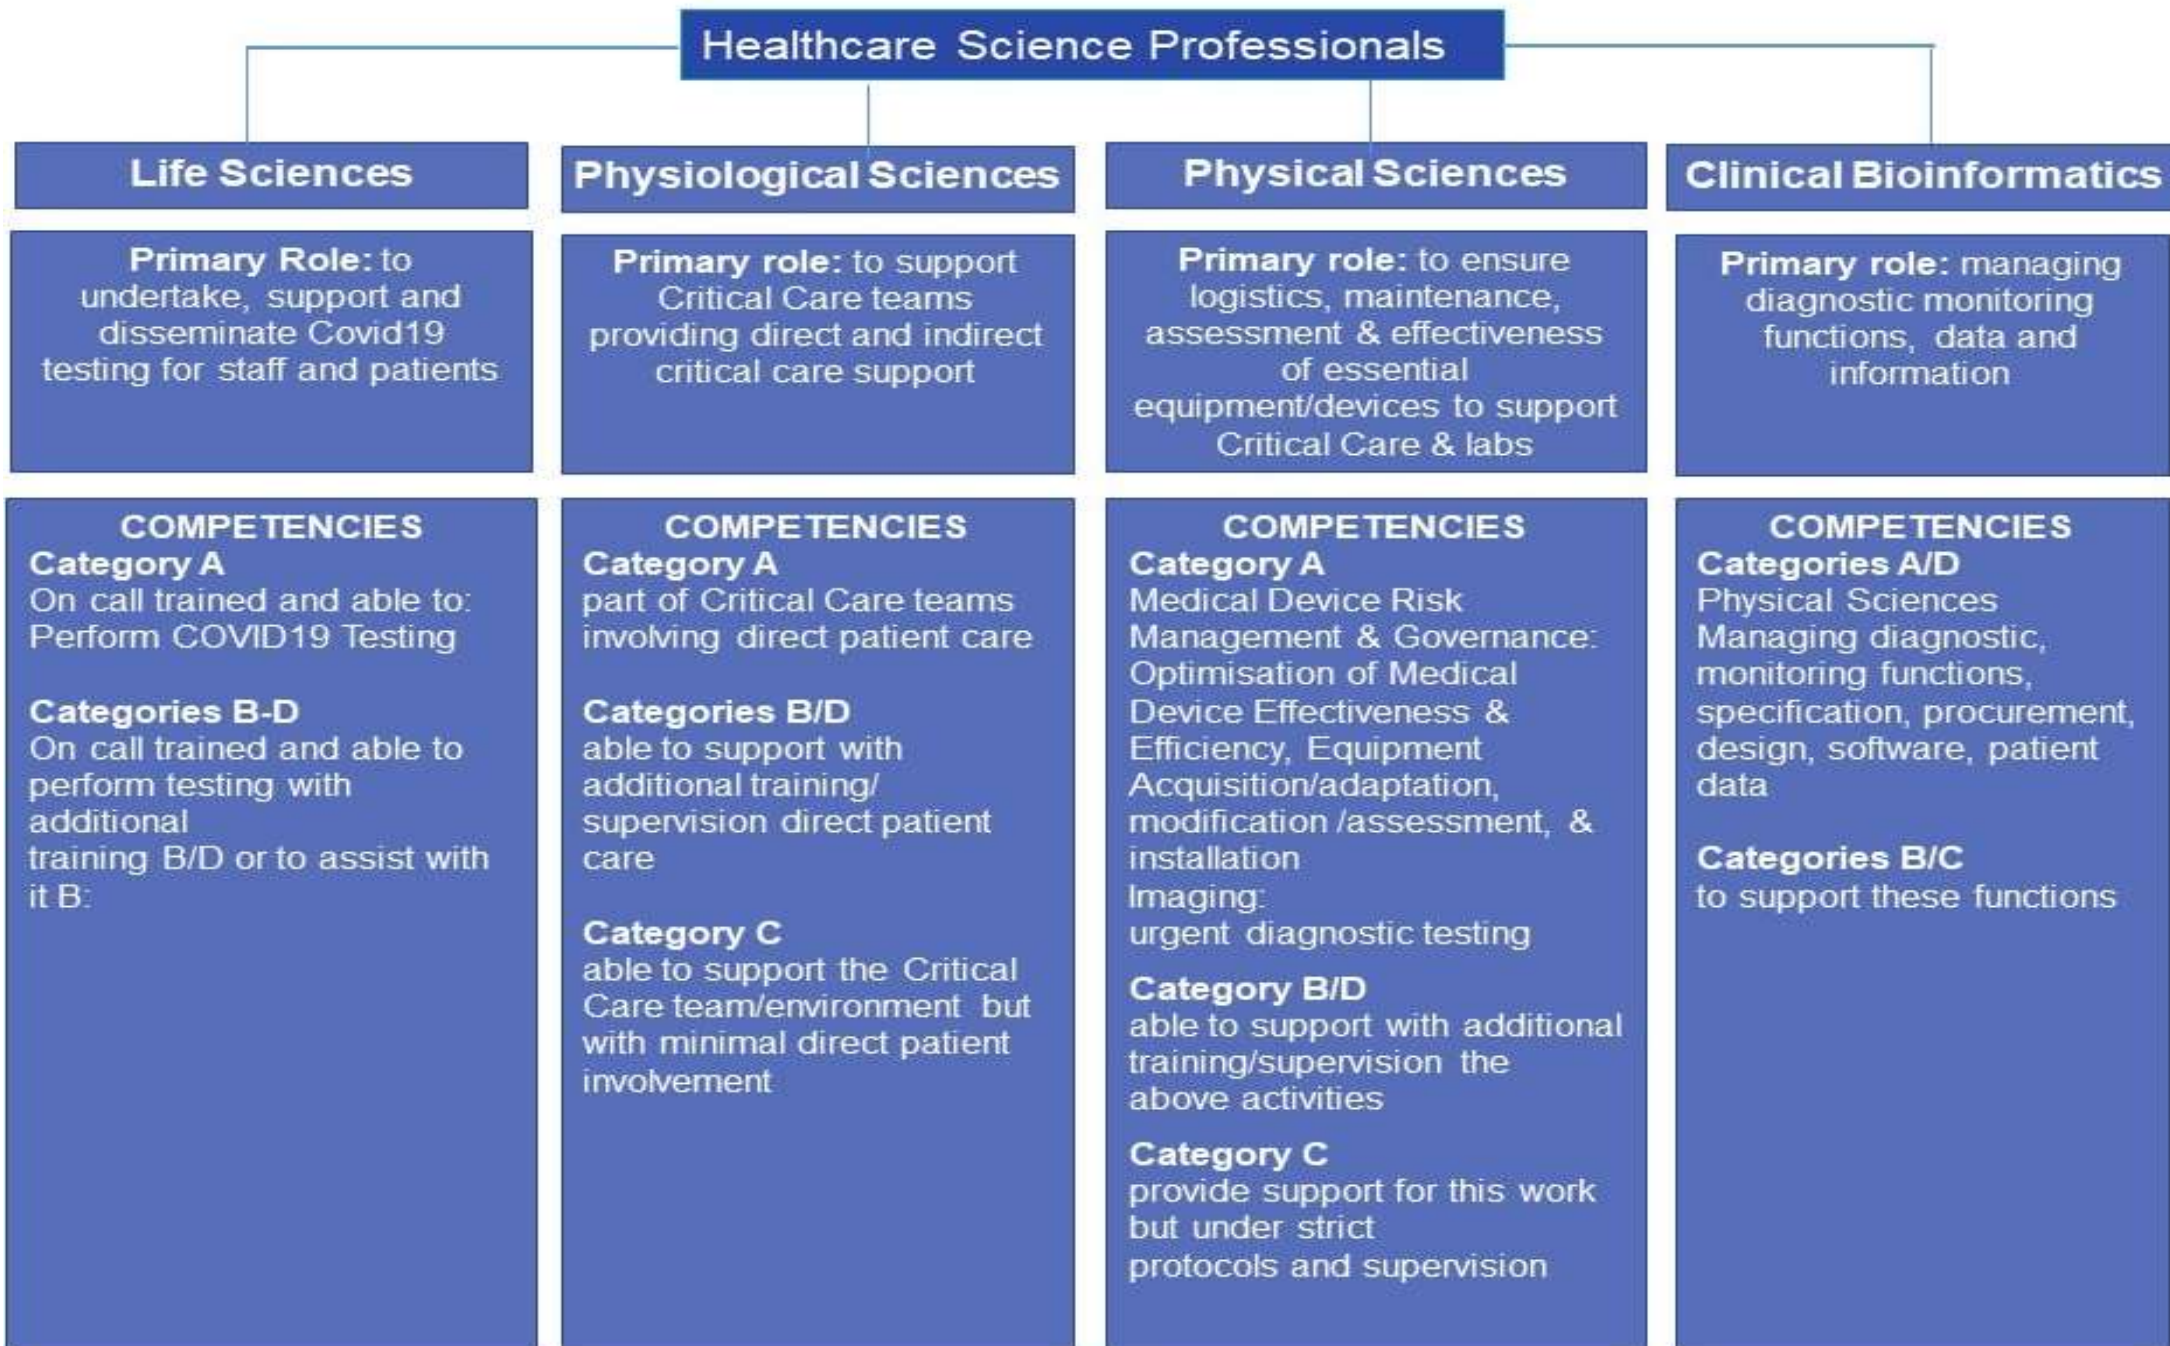 Healthcare Science Professionals
Life Sciences
Primary Role: to
undertake, support and
disseminate Covid19
testing for staff and patients
COMPETENCIES
Category A
On call trained and able to:
Perform COVID19 Testing
Categories B-D
On call trained and able to
perform testing with
additional
training B/D or to assist with
it B:
Physiological Sciences
Primary role: to support
Critical Care teams
providing direct and indirect
critical care support
COMPETENCIES
Category A
part of Critical Care teams
involving direct patient care
Categories B/D
able to support with
additional training/
supervision direct patient
care
Category C
able to support the Critical
Care team/environment but
with minimal direct patient
involvement
Physical Sciences
Primary role: to ensure
logistics, maintenance,
assessment & effectiveness
of essential
equipment/devices to support
Critical Care & labs
COMPETENCIES
Category A
Medical Device Risk
Management & Governance:
Optimisation of Medical
Device Effectiveness &
Efficiency, Equipment
Acquisition/adaptation,
modification /assessment, &
installation
Imaging:
urgent diagnostic testing
Category B/D
able to support with additional
training/supervision the
above activities
Category C
provide support for this work
but under strict
protocols and supervision
Clinical Bioinformatics
Primary role: managing
diagnostic monitoring
functions, data and
information
COMPETENCIES
Categories A/D
Physical Sciences
Managing diagnostic,
monitoring functions,
specification, procurement,
design, software, patient
data
Categories B/C
to support these functions